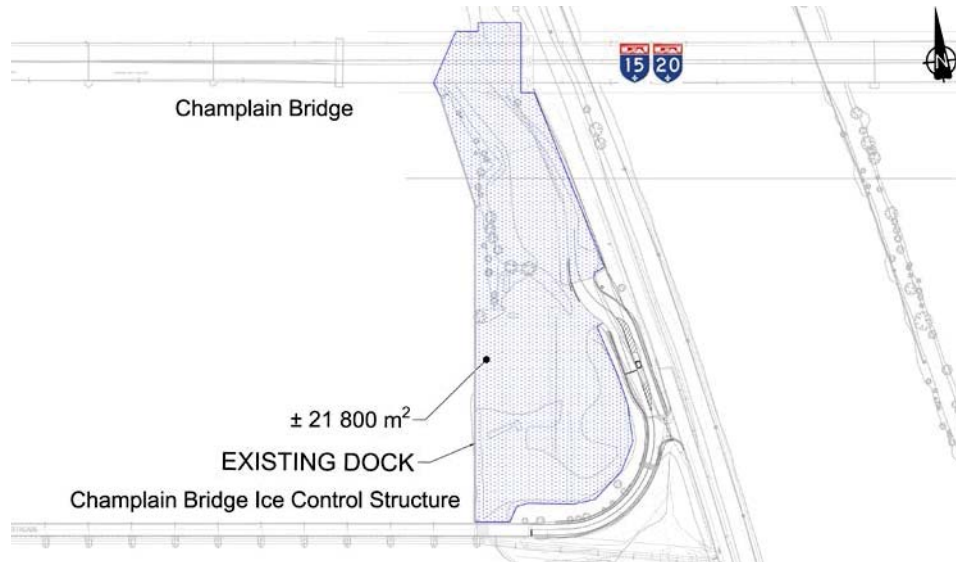 15 20
N
Champlain Bridge
± 21 800 m²
EXISTING DOCK
Champlain Bridge Ice Control Structure